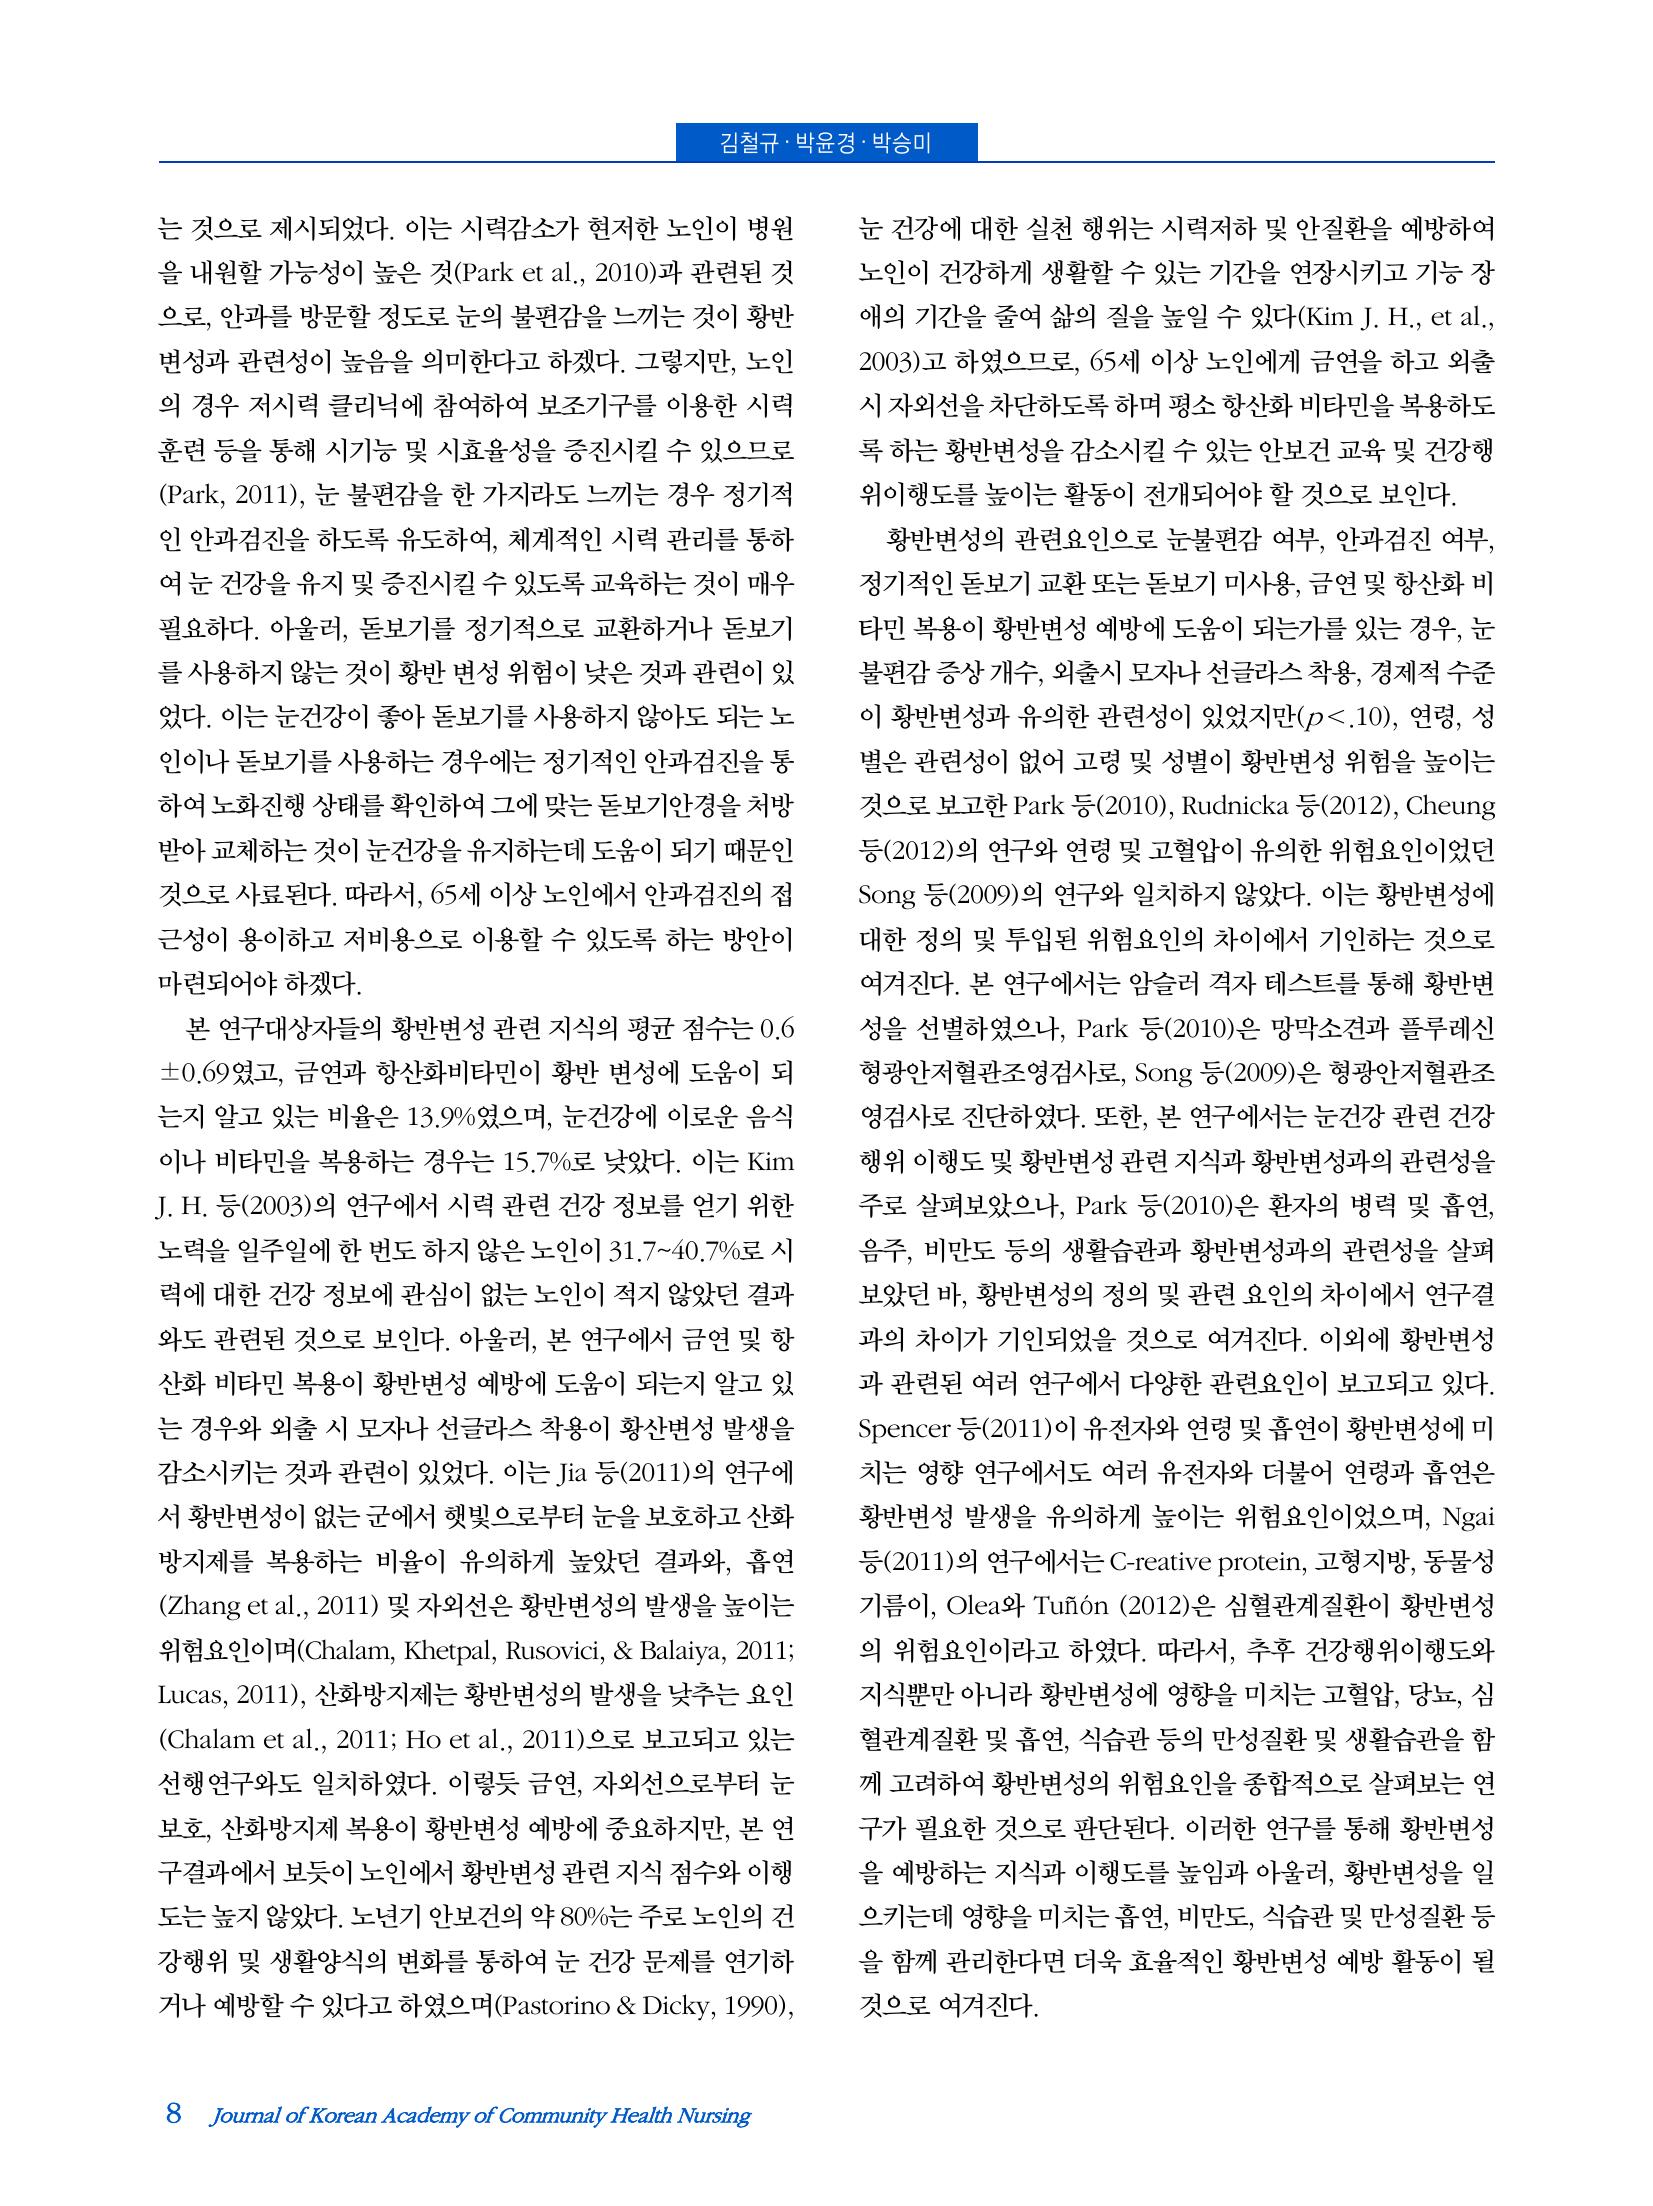 김철규·박윤경·박승미
는 것으로 제시되었다. 이는 시력감소가 현저한 노인이 병원
을 내원할 가능성이 높은 것(Park et al., 2010)과 관련된 것
으로, 안과를 방문할 정도로 눈의 불편감을 느끼는 것이 황반
변성과 관련성이 높음을 의미한다고 하겠다. 그렇지만, 노인
의 경우 저시력 클리닉에 참여하여 보조기구를 이용한 시력
훈련 등을 통해 시기능 및 시효율성을 증진시킬 수 있으므로
(Park, 2011), 눈 불편감을 한 가지라도 느끼는 경우 정기적
인 안과검진을 하도록 유도하여, 체계적인 시력 관리를 통하
여 눈 건강을 유지 및 증진시킬 수 있도록 교육하는 것이 매우
필요하다. 아울러, 돋보기를 정기적으로 교환하거나 돋보기
를 사용하지 않는 것이 황반 변성 위험이 낮은 것과 관련이 있
었다. 이는 눈건강이 좋아 돋보기를 사용하지 않아도 되는 노
인이나 돋보기를 사용하는 경우에는 정기적인 안과검진을 통
하여 노화진행 상태를 확인하여 그에 맞는 돋보기안경을 처방
받아 교체하는 것이 눈건강을 유지하는데 도움이 되기 때문인
것으로 사료된다. 따라서, 65세 이상 노인에서 안과검진의 접
근성이 용이하고 저비용으로 이용할 수 있도록 하는 방안이
마련되어야 하겠다.
본 연구대상자들의 황반변성 관련 지식의 평균 점수는 0.6
±0.69였고, 금연과 항산화비타민이 황반 변성에 도움이 되
는지 알고 있는 비율은 13.9%였으며, 눈건강에 이로운 음식
이나 비타민을 복용하는 경우는 15.7%로 낮았다. 이는 Kim
J. H. 등(2003)의 연구에서 시력 관련 건강 정보를 얻기 위한
노력을 일주일에 한 번도 하지 않은 노인이 31.7~40.7%로 시
력에 대한 건강 정보에 관심이 없는 노인이 적지 않았던 결과
와도 관련된 것으로 보인다. 아울러, 본 연구에서 금연 및 항
산화 비타민 복용이 황반변성 예방에 도움이 되는지 알고 있
는 경우와 외출 시 모자나 선글라스 착용이 황산변성 발생을
감소시키는 것과 관련이 있었다. 이는 Jia 등(2011)의 연구에
서 황반변성이 없는 군에서 햇빛으로부터 눈을 보호하고 산화
방지제를 복용하는 비율이 유의하게 높았던 결과와, 흡연
(Zhang et al., 2011) 및 자외선은 황반변성의 발생을 높이는
위험요인이며(Chalam, Khetpal, Rusovici, & Balaiya, 2011;
Lucas, 2011), 산화방지제는 황반변성의 발생을 낮추는 요인
(Chalam et al., 2011; Ho et al., 2011)으로 보고되고 있는
선행연구와도 일치하였다. 이렇듯 금연, 자외선으로부터 눈
보호, 산화방지제 복용이 황반변성 예방에 중요하지만, 본 연
구결과에서 보듯이 노인에서 황반변성 관련 지식 점수와 이행
도는 높지 않았다. 노년기 안보건의 약 80%는 주로 노인의 건
강행위 및 생활양식의 변화를 통하여 눈 건강 문제를 연기하
거나 예방할 수 있다고 하였으며(Pastorino & Dicky, 1990),
눈 건강에 대한 실천 행위는 시력저하 및 안질환을 예방하여
노인이 건강하게 생활할 수 있는 기간을 연장시키고 기능 장
애의 기간을 줄여 삶의 질을 높일 수 있다(Kim J. H., et al.,
2003)고 하였으므로, 65세 이상 노인에게 금연을 하고 외출
시 자외선을 차단하도록 하며 평소 항산화 비타민을 복용하도
록 하는 황반변성을 감소시킬 수 있는 안보건 교육 및 건강행
위이행도를 높이는 활동이 전개되어야 할 것으로 보인다.
황반변성의 관련요인으로 눈불편감 여부, 안과검진 여부,
정기적인 돋보기 교환 또는 돋보기 미사용, 금연 및 항산화 비
타민 복용이 황반변성 예방에 도움이 되는가를 있는 경우, 눈
불편감 증상 개수, 외출시 모자나 선글라스 착용, 경제적 수준
이 황반변성과 유의한 관련성이 있었지만(p<.10), 연령, 성
별은 관련성이 없어 고령 및 성별이 황반변성 위험을 높이는
것으로 보고한 Park 등(2010), Rudnicka 등(2012), Cheung
등(2012)의 연구와 연령 및 고혈압이 유의한 위험요인이었던
Song 등(2009)의 연구와 일치하지 않았다. 이는 황반변성에
대한 정의 및 투입된 위험요인의 차이에서 기인하는 것으로
여겨진다. 본 연구에서는 암슬러 격자 테스트를 통해 황반변
성을 선별하였으나, Park 등(2010)은 망막소견과 플루레신
형광안저혈관조영검사로, Song 등(2009)은 형광안저혈관조
영검사로 진단하였다. 또한, 본 연구에서는 눈건강 관련 건강
행위 이행도 및 황반변성 관련 지식과 황반변성과의 관련성을
주로 살펴보았으나, Park 등(2010)은 환자의 병력 및 흡연,
음주, 비만도 등의 생활습관과 황반변성과의 관련성을 살펴
보았던 바, 황반변성의 정의 및 관련 요인의 차이에서 연구결
과의 차이가 기인되었을 것으로 여겨진다. 이외에 황반변성
과 관련된 여러 연구에서 다양한 관련요인이 보고되고 있다.
Spencer 등(2011)이 유전자와 연령 및 흡연이 황반변성에 미
치는 영향 연구에서도 여러 유전자와 더불어 연령과 흡연은
황반변성 발생을 유의하게 높이는 위험요인이었으며, Ngai
등(2011)의 연구에서는 C-reative protein, 고형지방, 동물성
기름이, Olea와 Tuñón (2012)은 심혈관계질환이 황반변성
의 위험요인이라고 하였다. 따라서, 추후 건강행위이행도와
지식뿐만 아니라 황반변성에 영향을 미치는 고혈압, 당뇨, 심
혈관계질환 및 흡연, 식습관 등의 만성질환 및 생활습관을 함
께 고려하여 황반변성의 위험요인을 종합적으로 살펴보는 연
구가 필요한 것으로 판단된다. 이러한 연구를 통해 황반변성
을 예방하는 지식과 이행도를 높임과 아울러, 황반변성을 일
으키는데 영향을 미치는 흡연, 비만도, 식습관 및 만성질환 등
을 함께 관리한다면 더욱 효율적인 황반변성 예방 활동이 될
것으로 여겨진다.
8 Journal of Korean Academy of Community Health Nursing